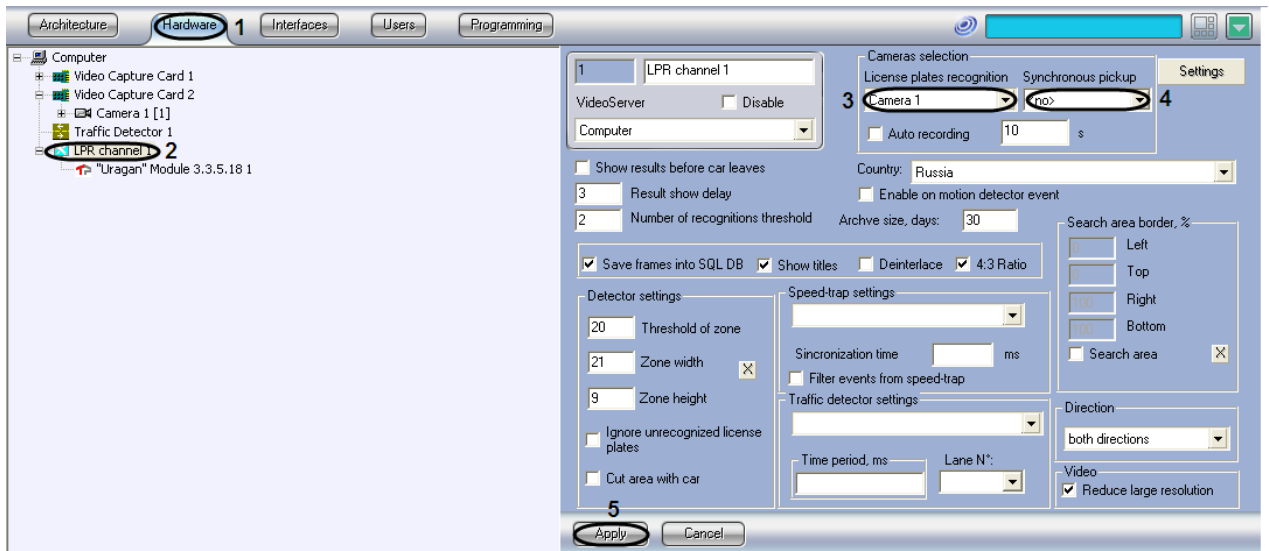 Architecture Hardware 1 Interfaces Users Programming
Computer
Video Capture Card 1
Video Capture Card 2
Camera 1 [1]
Traffic Detector 1
LPR channel 1 2
"Uragan" Module 3.3.5.18 1
1 LPR channel 1
VideoServer Disable
Computer
Cameras selection
License plates recognition Synchronous pickup Settings
3 Camera 1 <no> 4
Auto recording 10 s
Show results before car leaves
Country: Russia
3 Result show delay
Enable on motion detector event
2 Number of recognitions threshold
Archve size, days: 30
Search area border, %
0 Left
0 Top
100 Right
100 Bottom
Search area X
Save frames into SQL DB Show titles Deinterlace 4:3 Ratio
Detector settings
20 Threshold of zone
21 Zone width X
9 Zone height
Ignore unrecognized license
plates
Cut area with car
Speed-trap settings
Sincronization time ms
Filter events from speed-trap
Traffic detector settings
Time period, ms Lane N°:
Direction
both directions
Video
Reduce large resolution
5
Apply Cancel